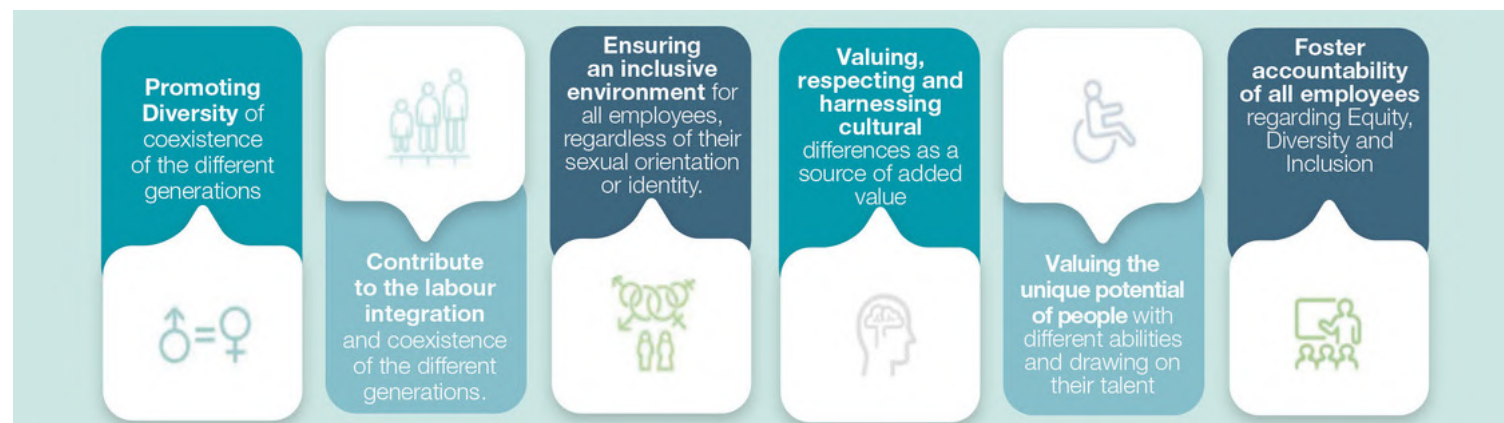 Promoting
Diversity of
coexistence
of the different
generations
Contribute
to the labour
integration
and coexistence
of the different
generations.
Ensuring
an inclusive
environment for
all employees,
regardless of their
sexual orientation
or identity.
Valuing,
respecting and
harnessing
cultural
differences as a
source of added
value
Valuing the
unique potential
of people with
different abilities
and drawing on
their talent
Foster
accountability
of all employees
regarding Equity,
Diversity and
Inclusion